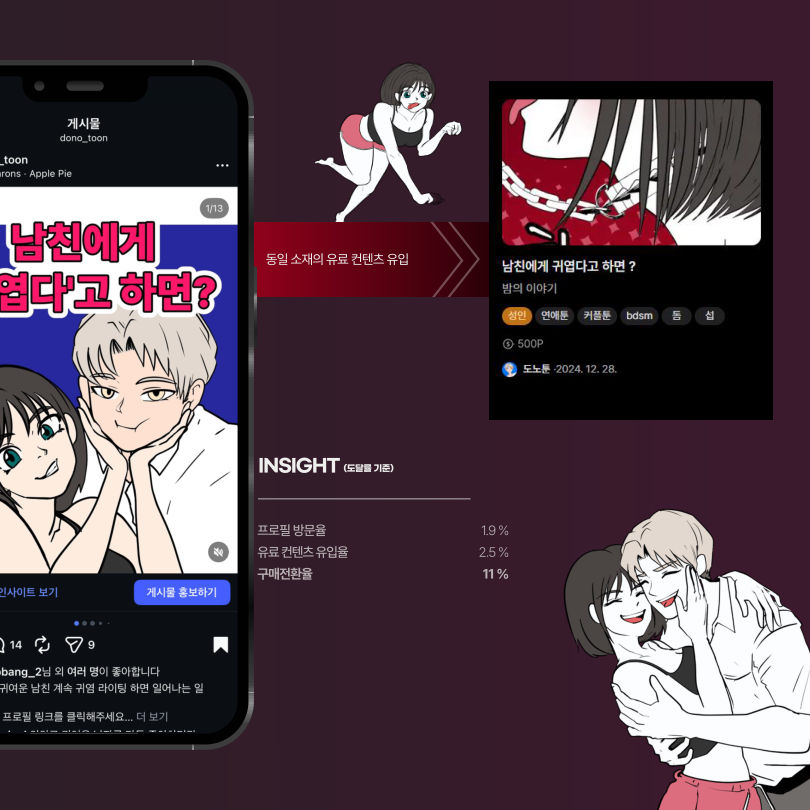 게시물
dono_toon
_toon
arons · Apple Pie
1/13
남친에게
엽다'고 하면?
인사이트 보기
게시물 홍보하기
14
9
bang_2님 외 여러 명이 좋아합니다
귀여운 남친 계속 귀염 라이팅 하면 일어나는 일
프로필 링크를 클릭해주세요... 더 보기
동일 소재의 유료 컨텐츠 유입
남친에게 귀엽다고 하면 ?
밤의 이야기
성인 연애툰 커플툰 bdsm 돔 섭
500P
도노툰 ·2024. 12. 28.
INSIGHT (도달률 기준)
프로필 방문율 1.9 %
유료 컨텐츠 유입율 2.5 %
구매전환율 11 %